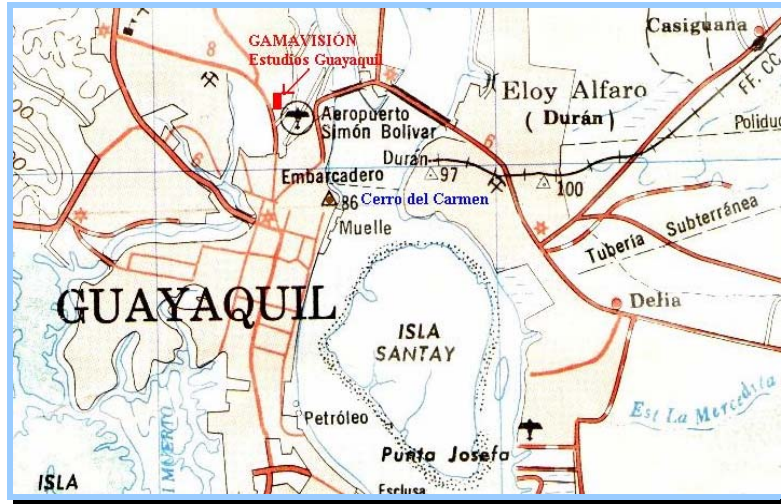 Casiguana
GAMAVISIÓN
Estudios Guayaquil
8
FF. CC.
Eloy Alfaro
( Durán )
Aeropuerto
Simón Bolívar
6
Poliduc
Durán
97
100
6
Embarcadero
86 Cerro del Carmen
Muelle
Tubería Subterránea
GUAYAQUIL
Delia
ISLA
SANTAY
Petróleo
Est La Mercedita
Punta Josefa
MUERTO
ISLA
Esclusa